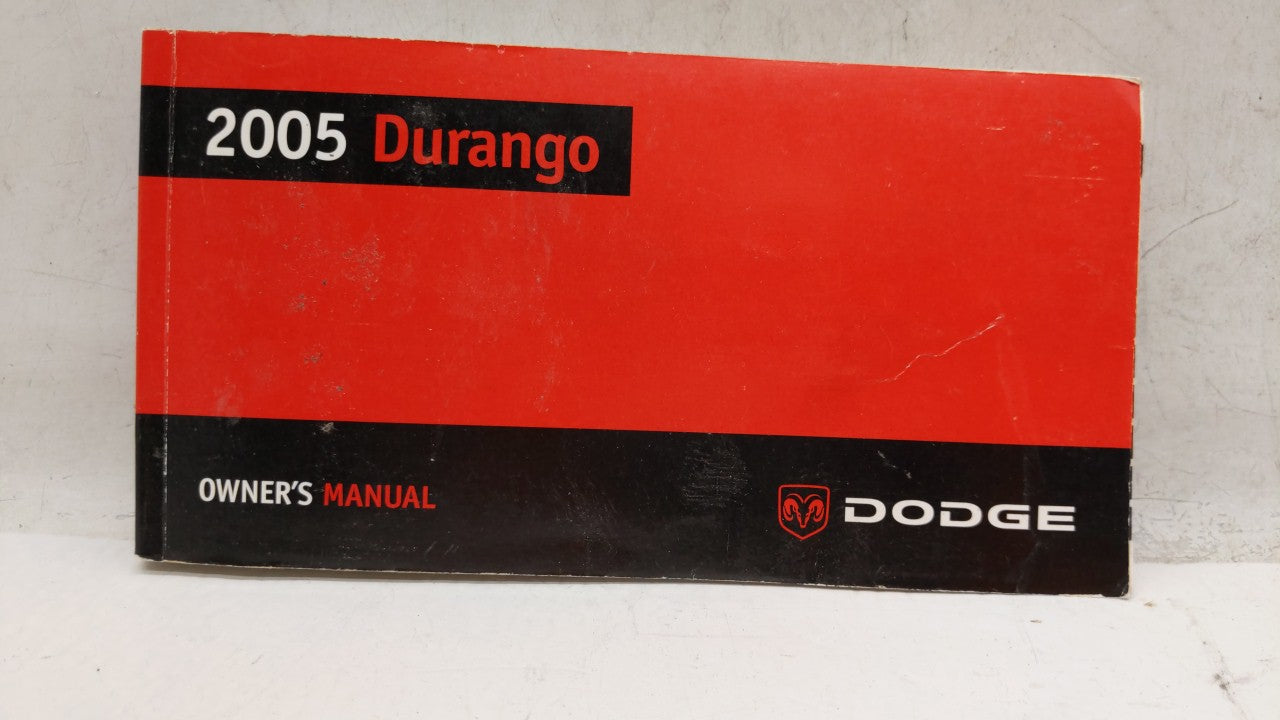 2005 Durango
OWNER'S MANUAL
DODGE